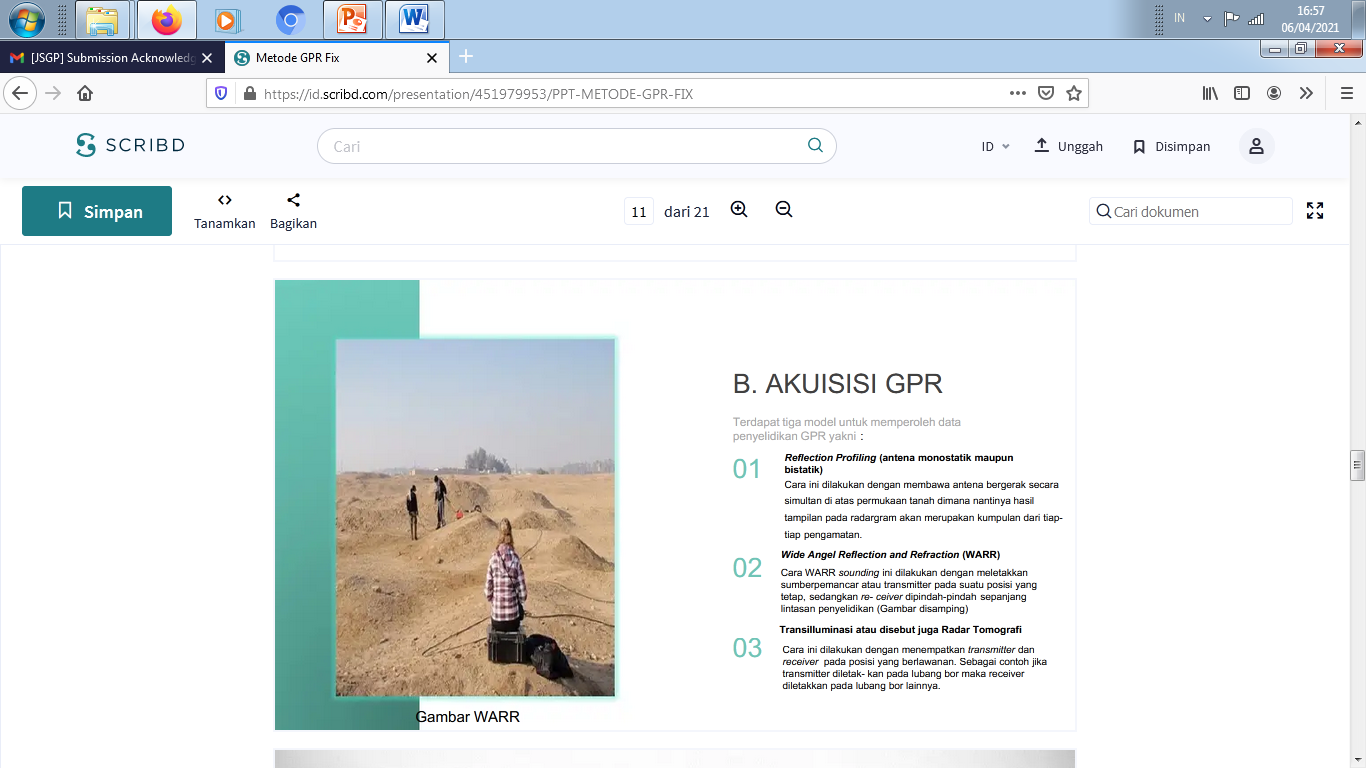 IN
16:57
06/04/2021
[JSGP] Submission Acknowledg
Metode GPR Fix
https://id.scribd.com/presentation/451979953/PPT-METODE-GPR-FIX
SCRIBD
Cari
ID
Unggah
Disimpan
Simpan
Tanamkan
Bagikan
11 dari 21
Cari dokumen
B. AKUISISI GPR
Terdapat tiga model untuk memperoleh data
penyelidikan GPR yakni :
01
Reflection Profiling (antena monostatik maupun
bistatik)
Cara ini dilakukan dengan membawa antena bergerak secara
simultan di atas permukaan tanah dimana nantinya hasil
tampilan pada radargram akan merupakan kumpulan dari tiap-
tiap pengamatan.
02
Wide Angel Reflection and Refraction (WARR)
Cara WARR sounding ini dilakukan dengan meletakkan
sumberpemancar atau transmitter pada suatu posisi yang
tetap, sedangkan re- ceiver dipindah-pindah sepanjang
lintasan penyelidikan (Gambar disamping)
03
Transilluminasi atau disebut juga Radar Tomografi
Cara ini dilakukan dengan menempatkan transmitter dan
receiver pada posisi yang berlawanan. Sebagai contoh jika
transmitter diletak- kan pada lubang bor maka receiver
diletakkan pada lubang bor lainnya.
Gambar WARR